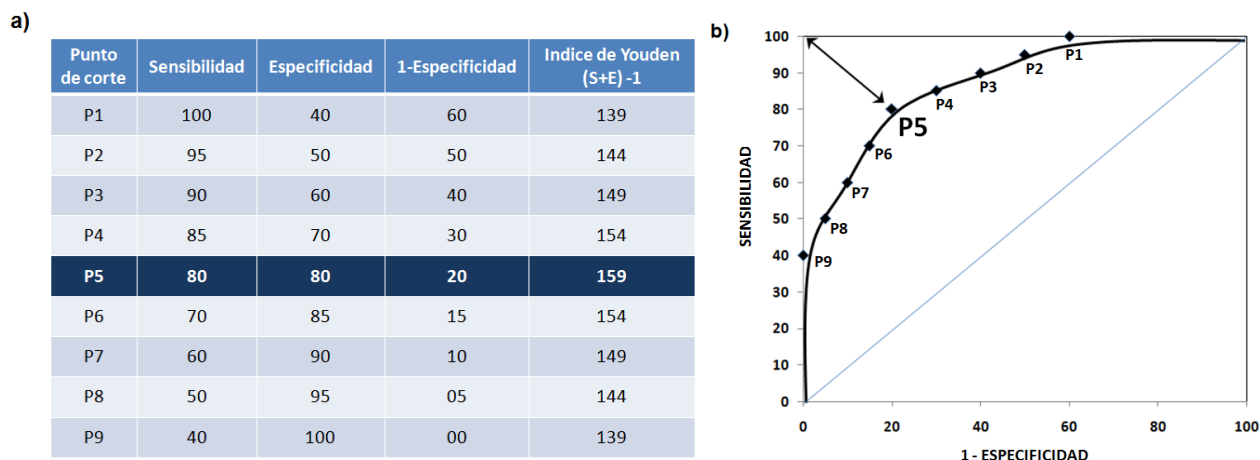 a)
Punto de corte Sensibilidad Especificidad 1-Especificidad Indice de Youden (S+E) -1
P1 100 40 60 139
P2 95 50 50 144
P3 90 60 40 149
P4 85 70 30 154
P5 80 80 20 159
P6 70 85 15 154
P7 60 90 10 149
P8 50 95 05 144
P9 40 100 00 139
b)
SENSIBILIDAD
100
90
80
70
60
50
40
30
20
10
0
P1
P2
P3
P4
P5
P6
P7
P8
P9
0 20 40 60 80 100
1 - ESPECIFICIDAD